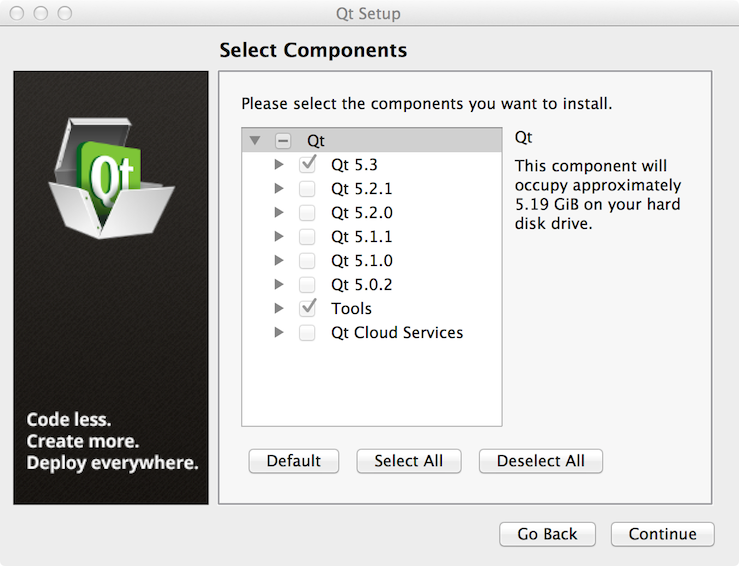 Qt Setup
Select Components
Please select the components you want to install.
Qt
Qt 5.3
Qt 5.2.1
Qt 5.2.0
Qt 5.1.1
Qt 5.1.0
Qt 5.0.2
Tools
Qt Cloud Services
Qt
This component will
occupy approximately
5.19 GiB on your hard
disk drive.
Qt
Code less.
Create more.
Deploy everywhere.
Default
Select All
Deselect All
Go Back
Continue